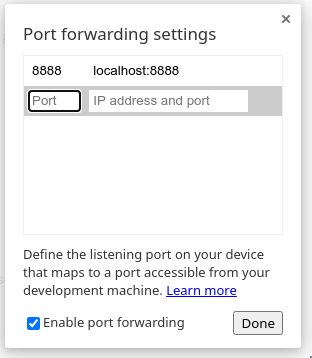 Port forwarding settings
8888 localhost:8888
Port IP address and port
Define the listening port on your device
that maps to a port accessible from your
development machine. Learn more
Enable port forwarding Done